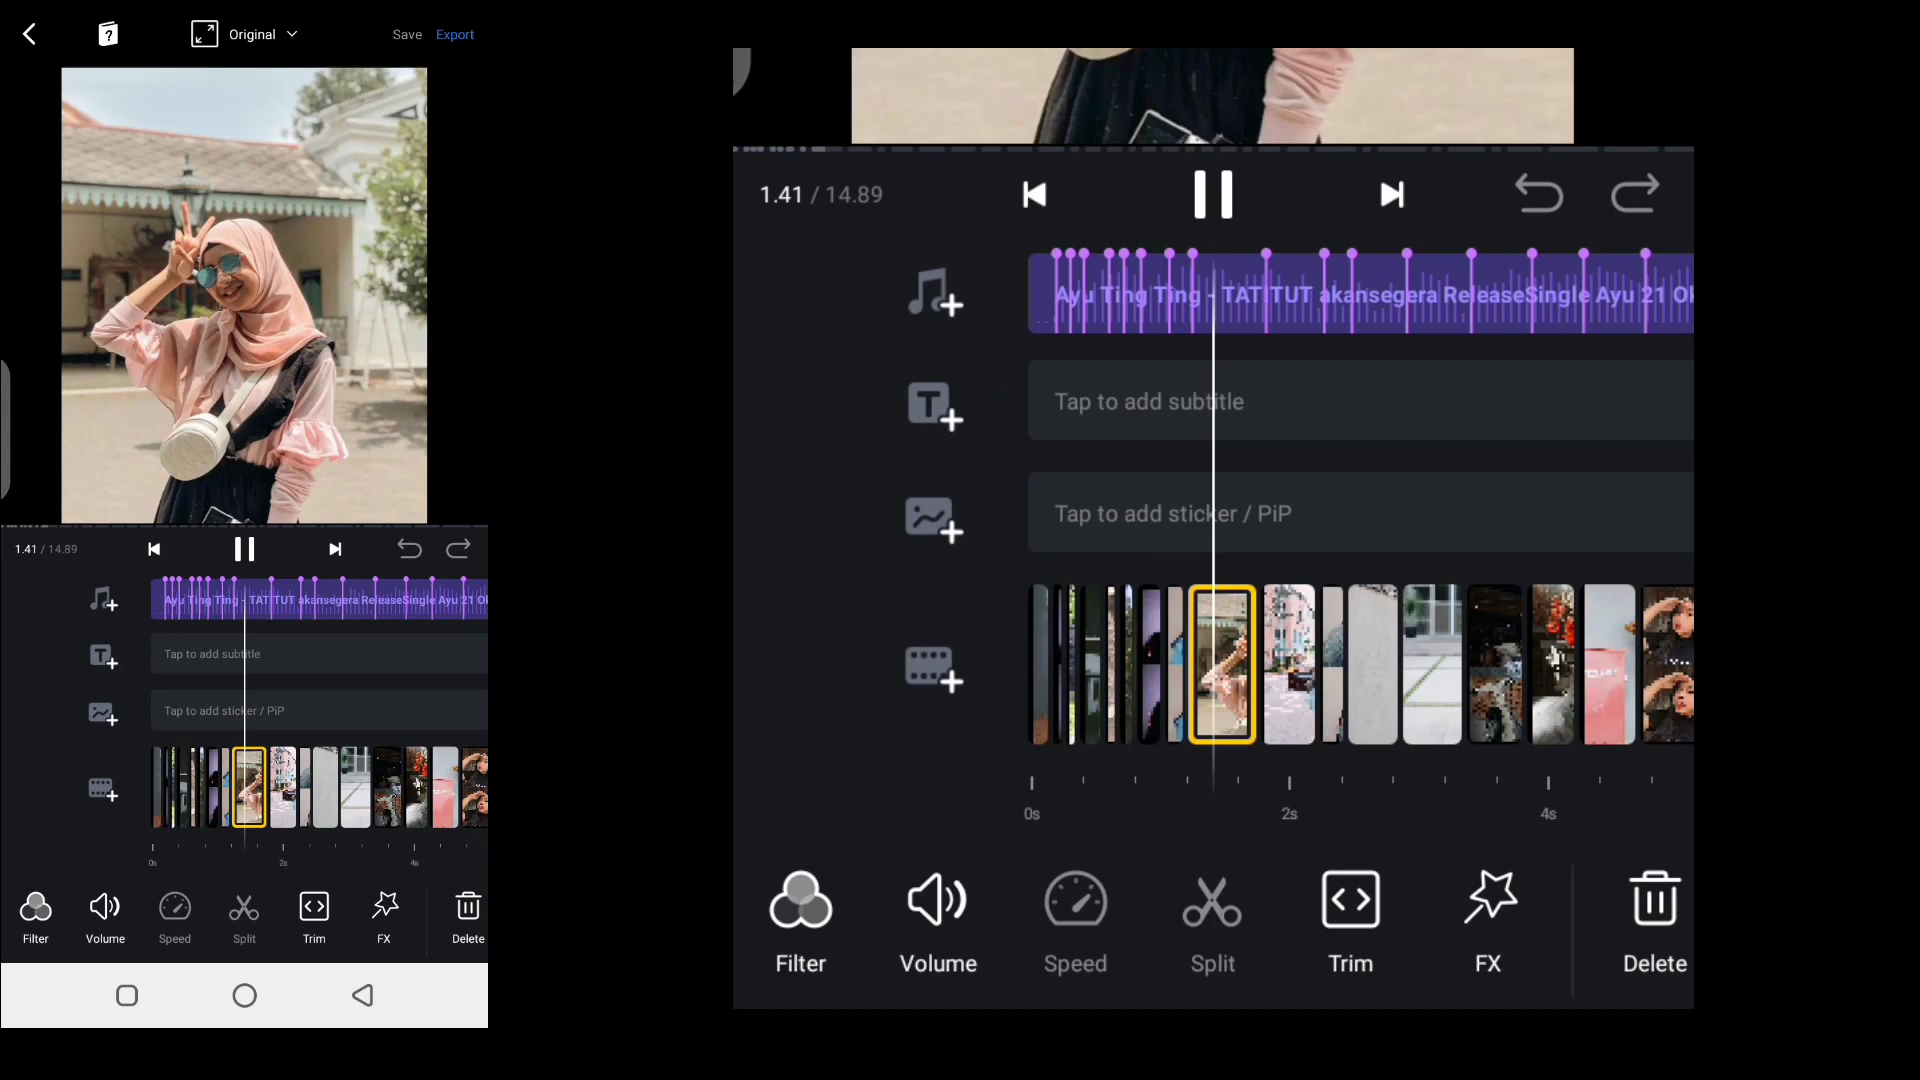 Original
Save
Export
1.41 / 14.89
Ayu Ting Ting - TATITUT akansegera ReleaseSingle Ayu 21 Ok
Tap to add subtitle
Tap to add sticker / PiP
0s
2s
4s
Filter
Volume
Speed
Split
Trim
FX
Delete
1.41 / 14.89
Ayu Ting Ting - TATITUT akansegera ReleaseSingle Ayu 21 Ok
Tap to add subtitle
Tap to add sticker / PiP
0s
2s
4s
Filter
Volume
Speed
Split
Trim
FX
Delete